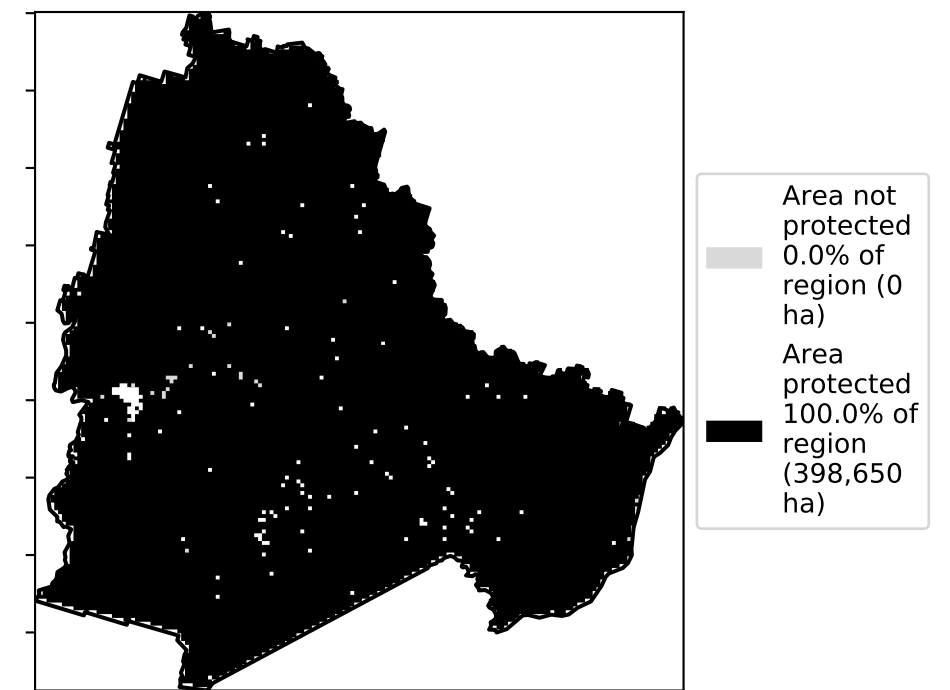 Area not
protected
0.0% of
region (0
ha)
Area
protected
100.0% of
region
(398,650
ha)